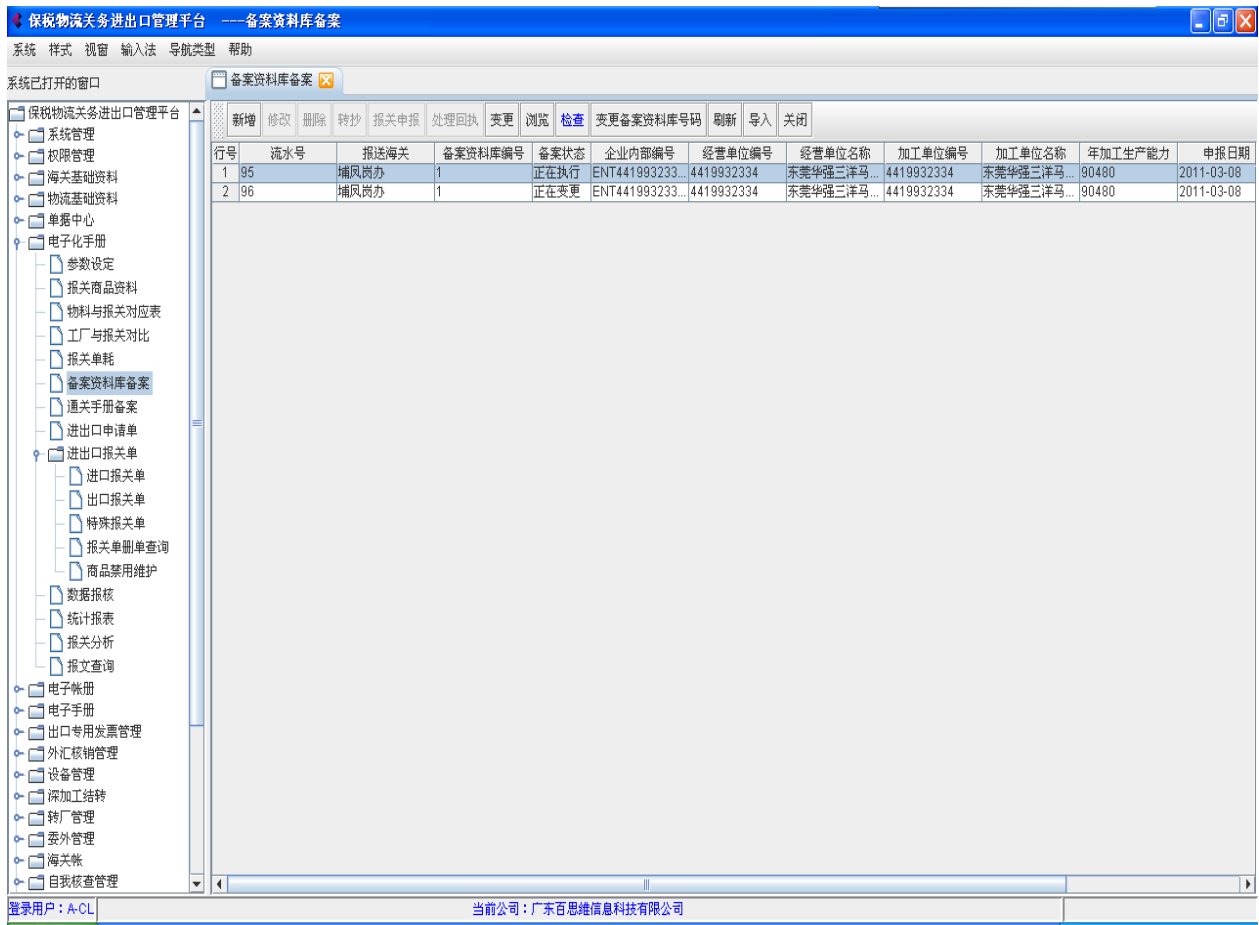 保税物流关务进出口管理平台 ---备案资料库备案
系统 样式 视窗 输入法 导航类型 帮助
系统已打开的窗口
备案资料库备案
保税物流关务进出口管理平台
系统管理
权限管理
海关基础资料
物流基础资料
单据中心
电子化手册
参数设定
报关商品资料
物料与报关对应表
工厂与报关对比
报关单耗
备案资料库备案
通关手册备案
进出口申请单
进出口报关单
进口报关单
出口报关单
特殊报关单
报关单删单查询
商品禁用维护
数据报核
统计报表
报关分析
报文查询
电子帐册
电子手册
出口专用发票管理
外汇核销管理
设备管理
深加工结转
转厂管理
委外管理
海关帐
自我核查管理
新增 修改 删除 转抄 报关申报 处理回执 变更 浏览 检查 变更备案资料库号码 刷新 导入 关闭
行号 流水号 报送海关 备案资料库编号 备案状态 企业内部编号 经营单位编号 经营单位名称 加工单位编号 加工单位名称 年加工生产能力 申报日期
1 95 埔凤岗办 1 正在执行 ENT441993233... 4419932334 东莞华强三洋马... 4419932334 东莞华强三洋马... 90480 2011-03-08
2 96 埔凤岗办 1 正在变更 ENT441993233... 4419932334 东莞华强三洋马... 4419932334 东莞华强三洋马... 90480 2011-03-08
登录用户：A-CL
当前公司：广东百思维信息科技有限公司